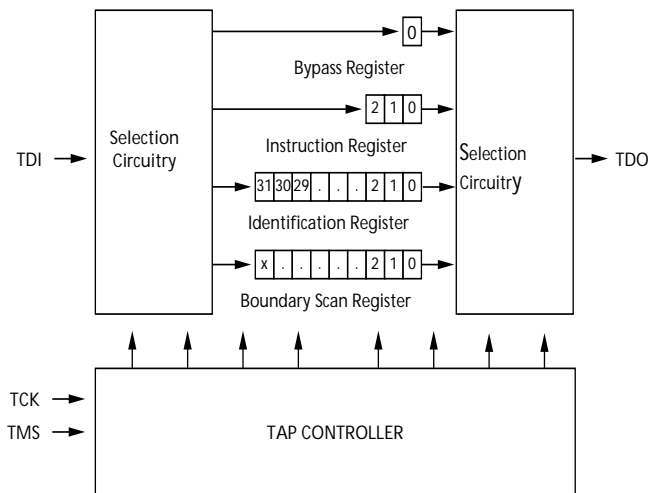 0
Bypass Register
2 1 0
Selection
Circuitry
Instruction Register
TDI
Selection
Circuitry
TDO
31 30 29 . . . 2 1 0
Identification Register
x . . . . . 2 1 0
Boundary Scan Register
TCK
TMS
TAP CONTROLLER